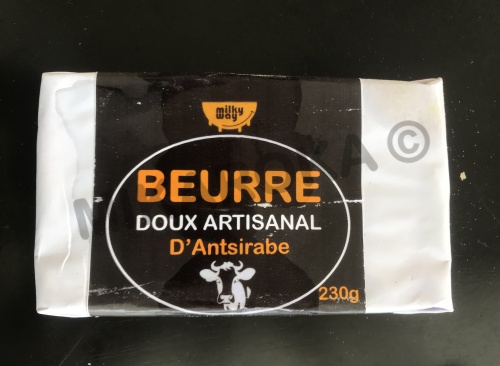 milky
way
BEURRE
DOUX ARTISANAL
D'Antsirabe
230g
©